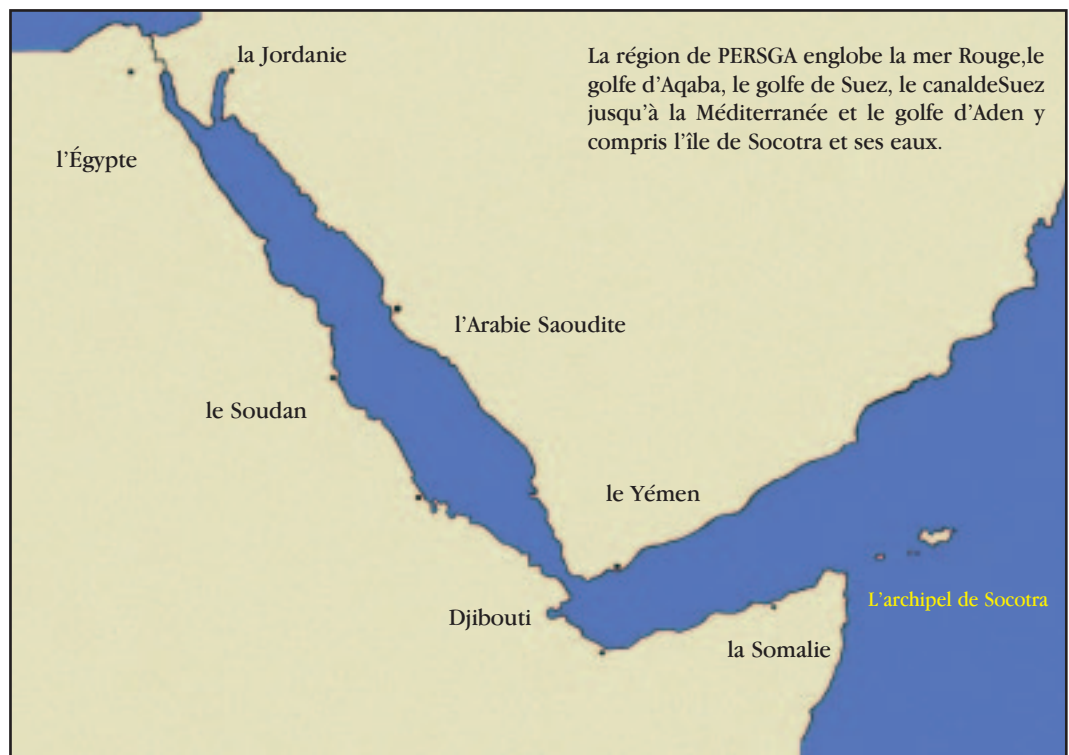 la Jordanie
La région de PERSGA englobe la mer Rouge,le
golfe d'Aqaba, le golfe de Suez, le canaldeSuez
jusqu'à la Méditerranée et le golfe d'Aden y
compris l'île de Socotra et ses eaux.
l'Égypte
l'Arabie Saoudite
le Soudan
le Yémen
L'archipel de Socotra
Djibouti
la Somalie